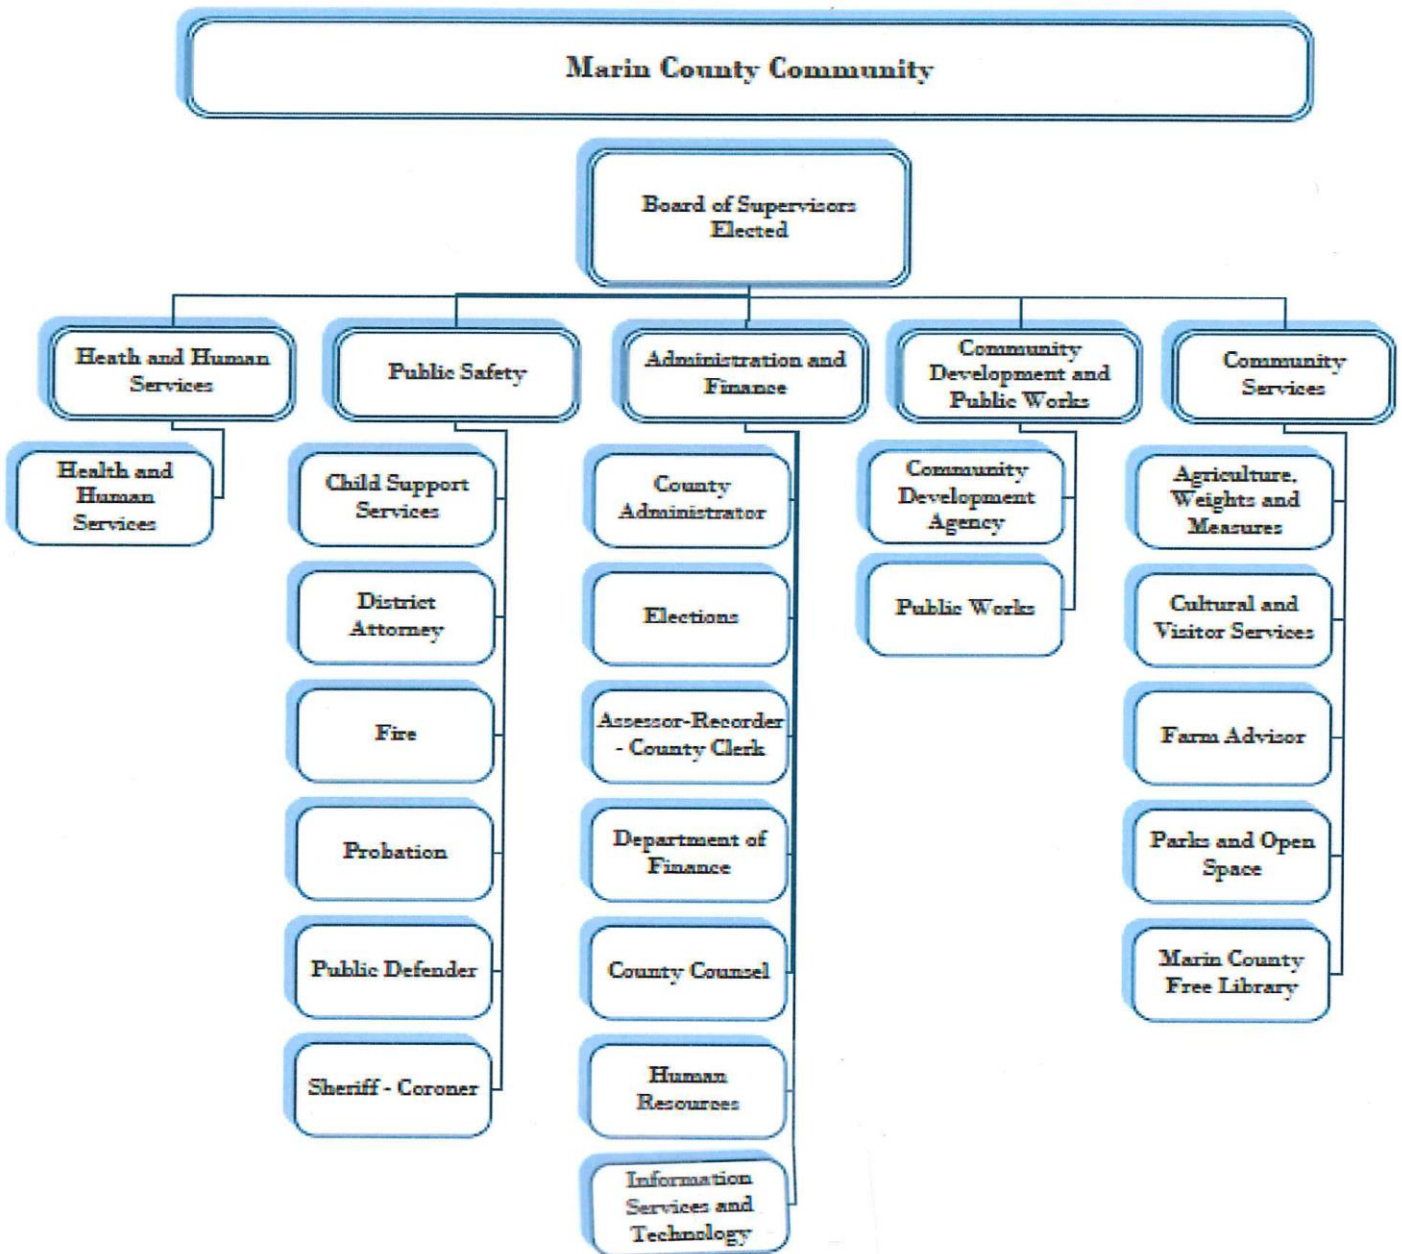 Marin County Community
Board of Supervisors
Elected
Heath and Human
Services
Public Safety
Administration and
Finance
Community
Development and
Public Works
Community
Services
Health and
Human
Services
Child Support
Services
District
Attorney
Fire
Probation
Public Defender
Sheriff - Coroner
County
Administrator
Elections
Assessor-Recorder
- County Clerk
Department of
Finance
County Counsel
Human
Resources
Information
Services and
Technology
Community
Development
Agency
Public Works
Agriculture,
Weights and
Measures
Cultural and
Visitor Services
Farm Advisor
Parks and Open
Space
Marin County
Free Library